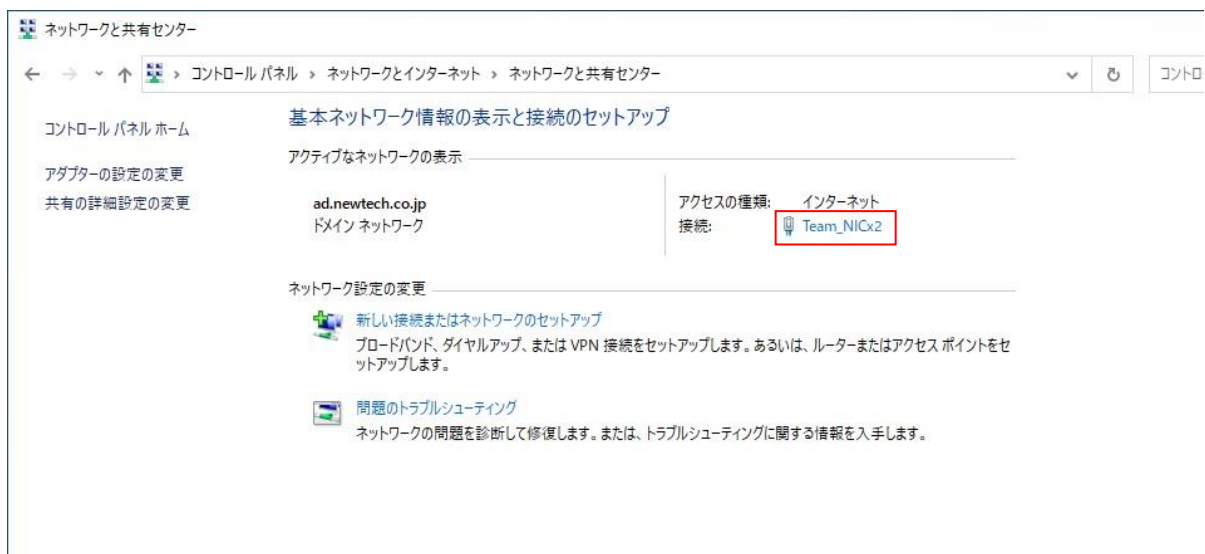 ネットワークと共有センター
コントロール パネル › ネットワークとインターネット › ネットワークと共有センター
コントロール パネル ホーム
アダプターの設定の変更
共有の詳細設定の変更
基本ネットワーク情報の表示と接続のセットアップ
アクティブなネットワークの表示
ad.newtech.co.jp
ドメイン ネットワーク
アクセスの種類: インターネット
接続: Team_NICx2
ネットワーク設定の変更
新しい接続またはネットワークのセットアップ
ブロードバンド、ダイヤルアップ、または VPN 接続をセットアップします。あるいは、ルーターまたはアクセス ポイントをセ
ットアップします。
問題のトラブルシューティング
ネットワークの問題を診断して修復します。または、トラブルシューティングに関する情報を入手します。